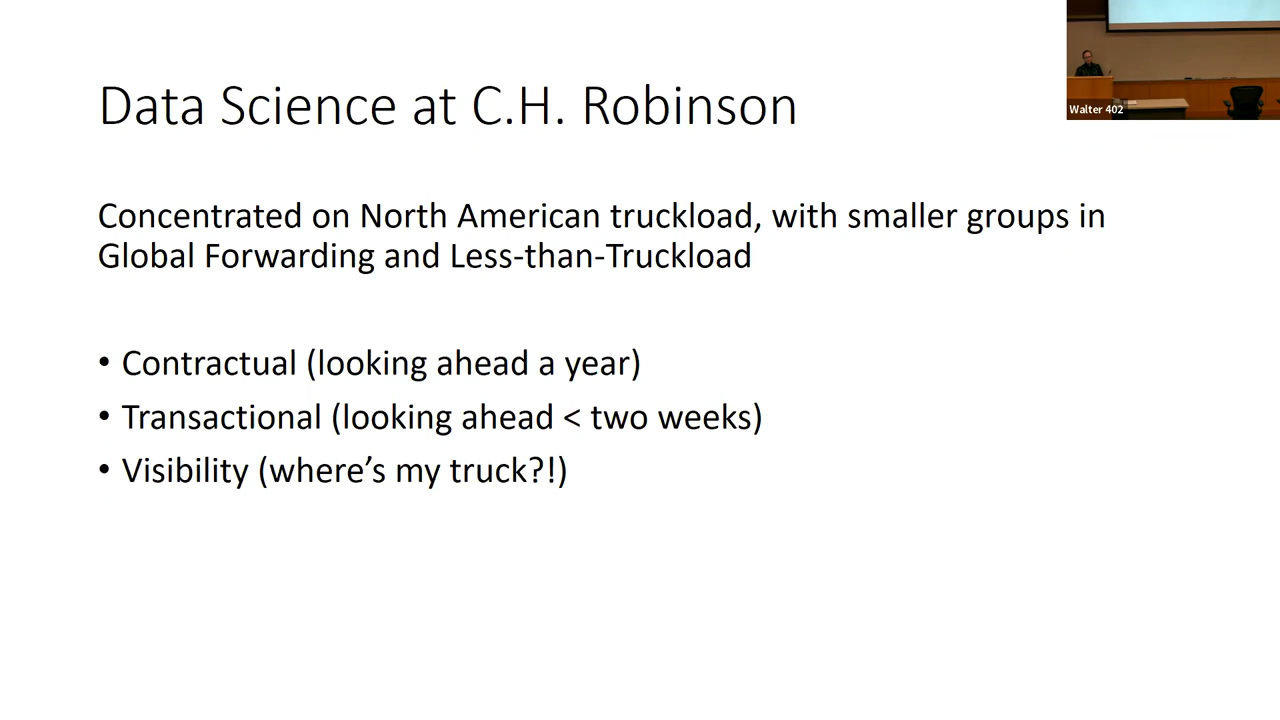 Data Science at C.H. Robinson
Walter 402
Concentrated on North American truckload, with smaller groups in
Global Forwarding and Less-than-Truckload
• Contractual (looking ahead a year)
• Transactional (looking ahead < two weeks)
• Visibility (where's my truck?!)